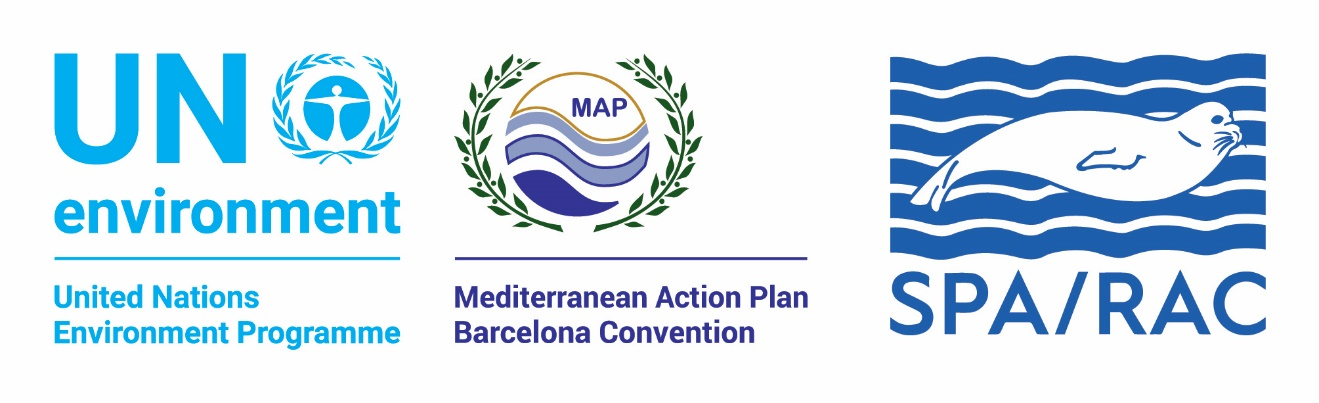 UN
environment
United Nations
Environment Programme
MAP
Mediterranean Action Plan
Barcelona Convention
SPA/RAC